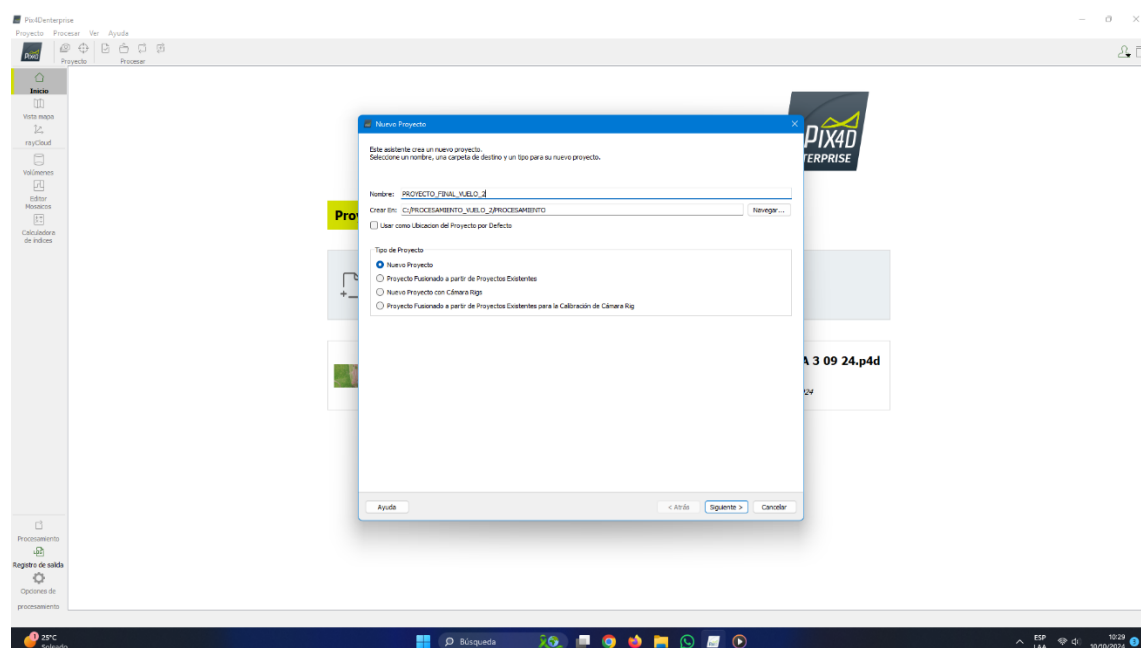 Pix4Denterprise
Proyecto Procesar Ver Ayuda
Proyecto
Procesar
Inicio
Vista mapa
rayCloud
Volúmenes
Editor
Mosaicos
Calculadora
de índices
Procesamiento
Registro de salida
Opciones de
procesamiento
PIX4D
TERPRISE
Proy
Nuevo Proyecto
Este asistente crea un nuevo proyecto.
Seleccione un nombre, una carpeta de destino y un tipo para su nuevo proyecto.
Nombre: PROYECTO_FINAL_VUELO_2
Crear En: C:/PROCESAMIENTO_VUELO_2/PROCESAMIENTO
Navegar...
Usar como Ubicacion del Proyecto por Defecto
Tipo de Proyecto
Nuevo Proyecto
Proyecto Fusionado a partir de Proyectos Existentes
Nuevo Proyecto con Cámara Rigs
Proyecto Fusionado a partir de Proyectos Existentes para la Calibración de Cámara Rig
Ayuda
< Atrás
Siguiente >
Cancelar
A 3 09 24.p4d
25°C
Soleado
Búsqueda
ESP
LAA
10:29
10/10/2024